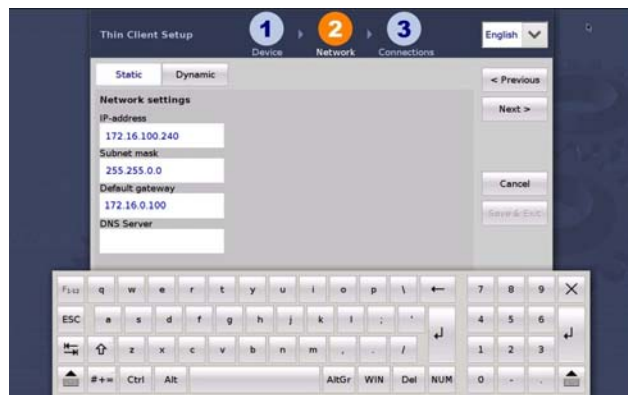 Thin Client Setup
1
2
3
Device
Network
Connections
English
Static
Dynamic
< Previous
Network settings
Next >
IP-address
172.16.100.240
Subnet mask
255.255.0.0
Default gateway
Cancel
172.16.0.100
Save & Exit
DNS Server
F1-12 q w e r t y u i o p \ ← 7 8 9 X
ESC a s d f g h j k l ; ' ↵ 4 5 6 ↵
⇧ z x c v b n m , . / 1 2 3
#+= Ctrl Alt AltGr WIN Del NUM 0 - .